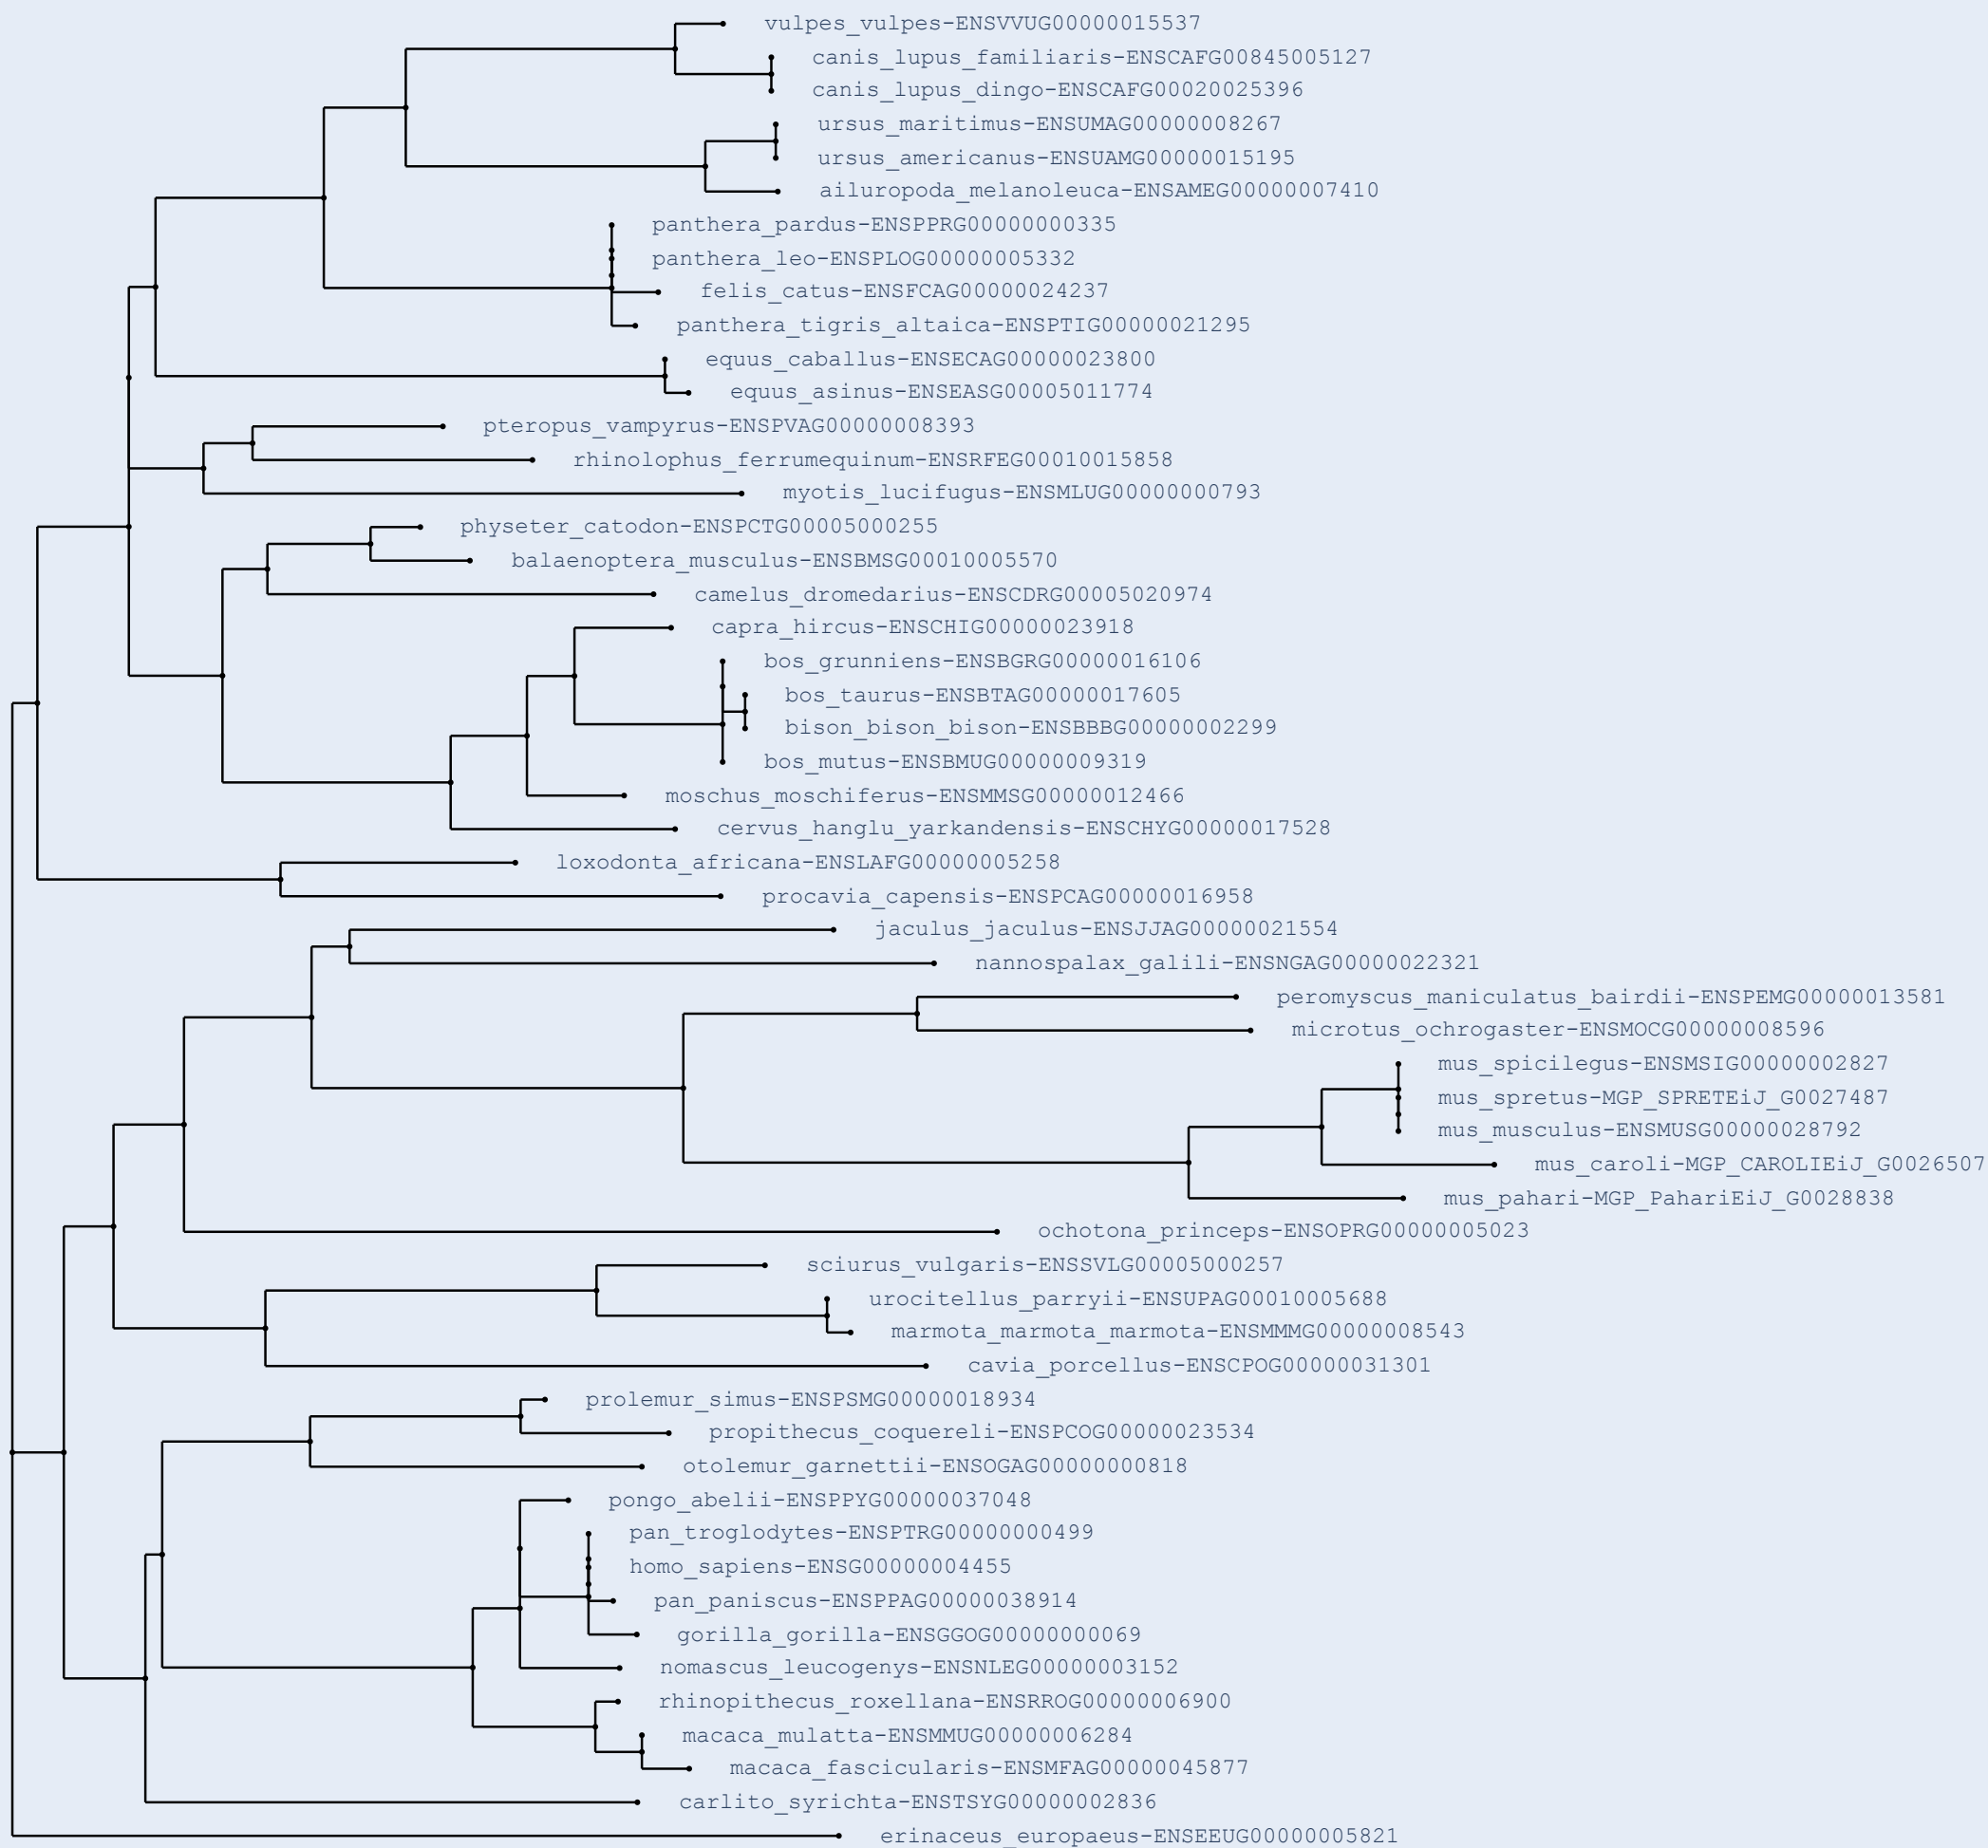 vulpes_vulpes-ENSVVUG00000015537
canis_lupus_familiaris-ENSCAFG00845005127
canis_lupus_dingo-ENSCAFG00020025396
ursus_maritimus-ENSUMAG00000008267
ursus_americanus-ENSUAMG00000015195
ailuropoda_melanoleuca-ENSAMEG00000007410
panthera_pardus-ENSPPRG00000000335
panthera_leo-ENSPLOG00000005332
felis_catus-ENSFCAG00000024237
panthera_tigris_altaica-ENSPTIG00000021295
equus_caballus-ENSECAG00000023800
equus_asinus-ENSEASG00005011774
pteropus_vampyrus-ENSPVAG00000008393
rhinolophus_ferrumequinum-ENSRFEG00010015858
myotis_lucifugus-ENSMLUG00000000793
physeter_catodon-ENSPCTG00005000255
balaenoptera_musculus-ENSBMSG00010005570
camelus_dromedarius-ENSCDRG00005020974
capra_hircus-ENSCHIG00000023918
bos_grunniens-ENSBGRG00000016106
bos_taurus-ENSBTAG00000017605
bison_bison_bison-ENSBBBG00000002299
bos_mutus-ENSBMUG00000009319
moschus_moschiferus-ENSMMSG00000012466
cervus_hanglu_yarkandensis-ENSCHYG00000017528
loxodonta_africana-ENSLAFG00000005258
procavia_capensis-ENSPCAG00000016958
jaculus_jaculus-ENSJJAG00000021554
nannospalax_galili-ENSNGAG00000022321
peromyscus_maniculatus_bairdii-ENSPEMG00000013581
microtus_ochrogaster-ENSMOCG00000008596
mus_spicilegus-ENSMSIG00000002827
mus_spretus-MGP_SPRETEiJ_G0027487
mus_musculus-ENSMUSG00000028792
mus_caroli-MGP_CAROLIEiJ_G0026507
mus_pahari-MGP_PahariEiJ_G0028838
ochotona_princeps-ENSOPRG00000005023
sciurus_vulgaris-ENSSVLG00005000257
urocitellus_parryii-ENSUPAG00010005688
marmota_marmota_marmota-ENSMMMG00000008543
cavia_porcellus-ENSCPOG00000031301
prolemur_simus-ENSPSMG00000018934
propithecus_coquereli-ENSPCOG00000023534
otolemur_garnettii-ENSOGAG00000000818
pongo_abelii-ENSPPYG00000037048
pan_troglodytes-ENSPTRG00000000499
homo_sapiens-ENSG00000004455
pan_paniscus-ENSPPAG00000038914
gorilla_gorilla-ENSGGOG00000000069
nomascus_leucogenys-ENSNLEG00000003152
rhinopithecus_roxellana-ENSRROG00000006900
macaca_mulatta-ENSMMUG00000006284
macaca_fascicularis-ENSMFAG00000045877
carlito_syrichta-ENSTSYG00000002836
erinaceus_europaeus-ENSEEUG00000005821